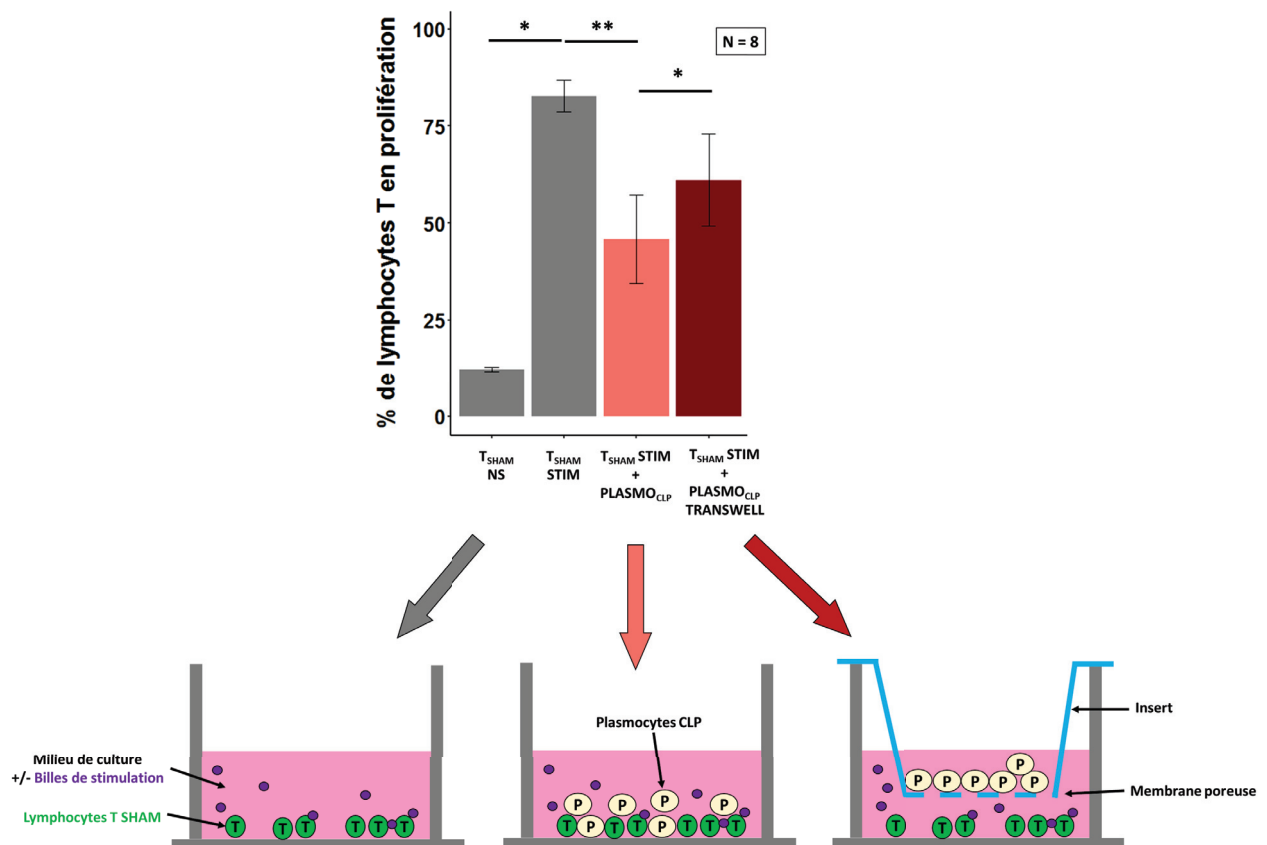 % de lymphocytes T en prolifération
100
75
50
25
0
*
**
*
N = 8
TSHAM
NS
TSHAM
STIM
TSHAM STIM
+
PLASMOCLP
TSHAM STIM
+
PLASMOCLP
TRANSWELL
Milieu de culture
+/- Billes de stimulation
Lymphocytes T SHAM
T T T T T T
Plasmocytes CLP
P P P P
T P T T P T T T
Insert
Membrane poreuse
P
P P P P P
T T T T T T